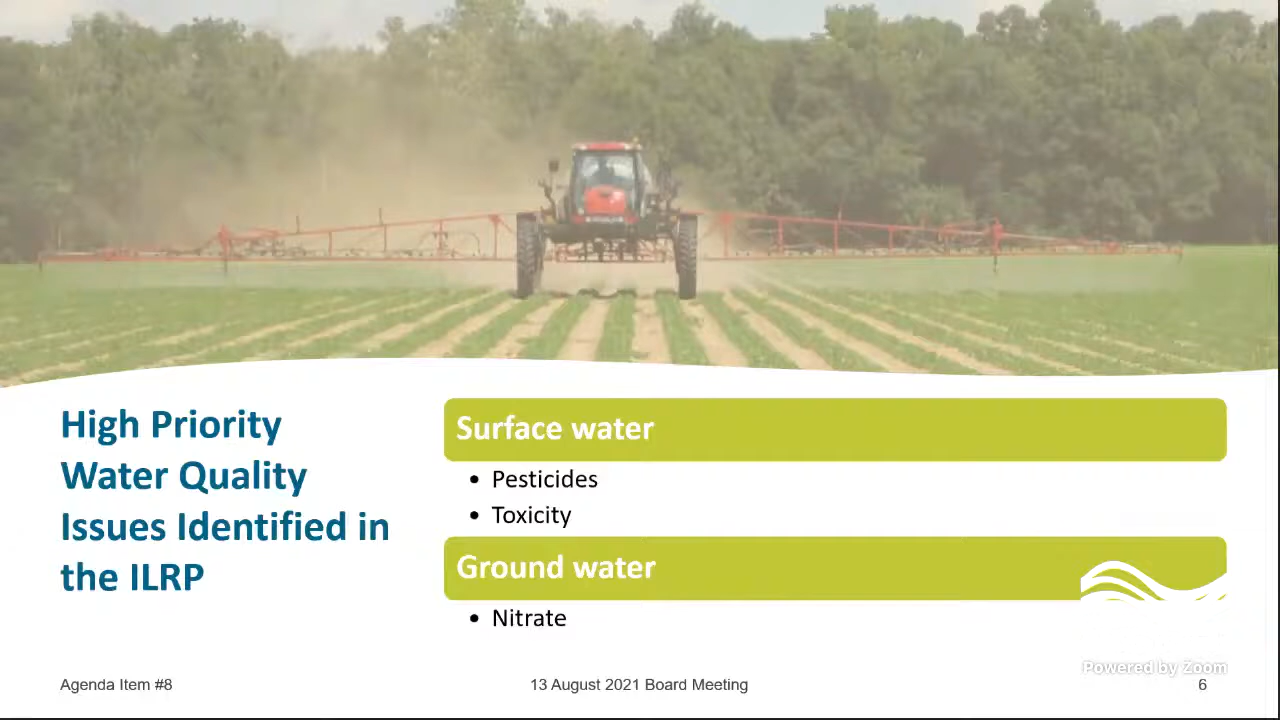 High Priority
Water Quality
Issues Identified in
the ILRP
Surface water
• Pesticides
• Toxicity
Ground water
• Nitrate
Powered by Zoom
Agenda Item #8
13 August 2021 Board Meeting
6